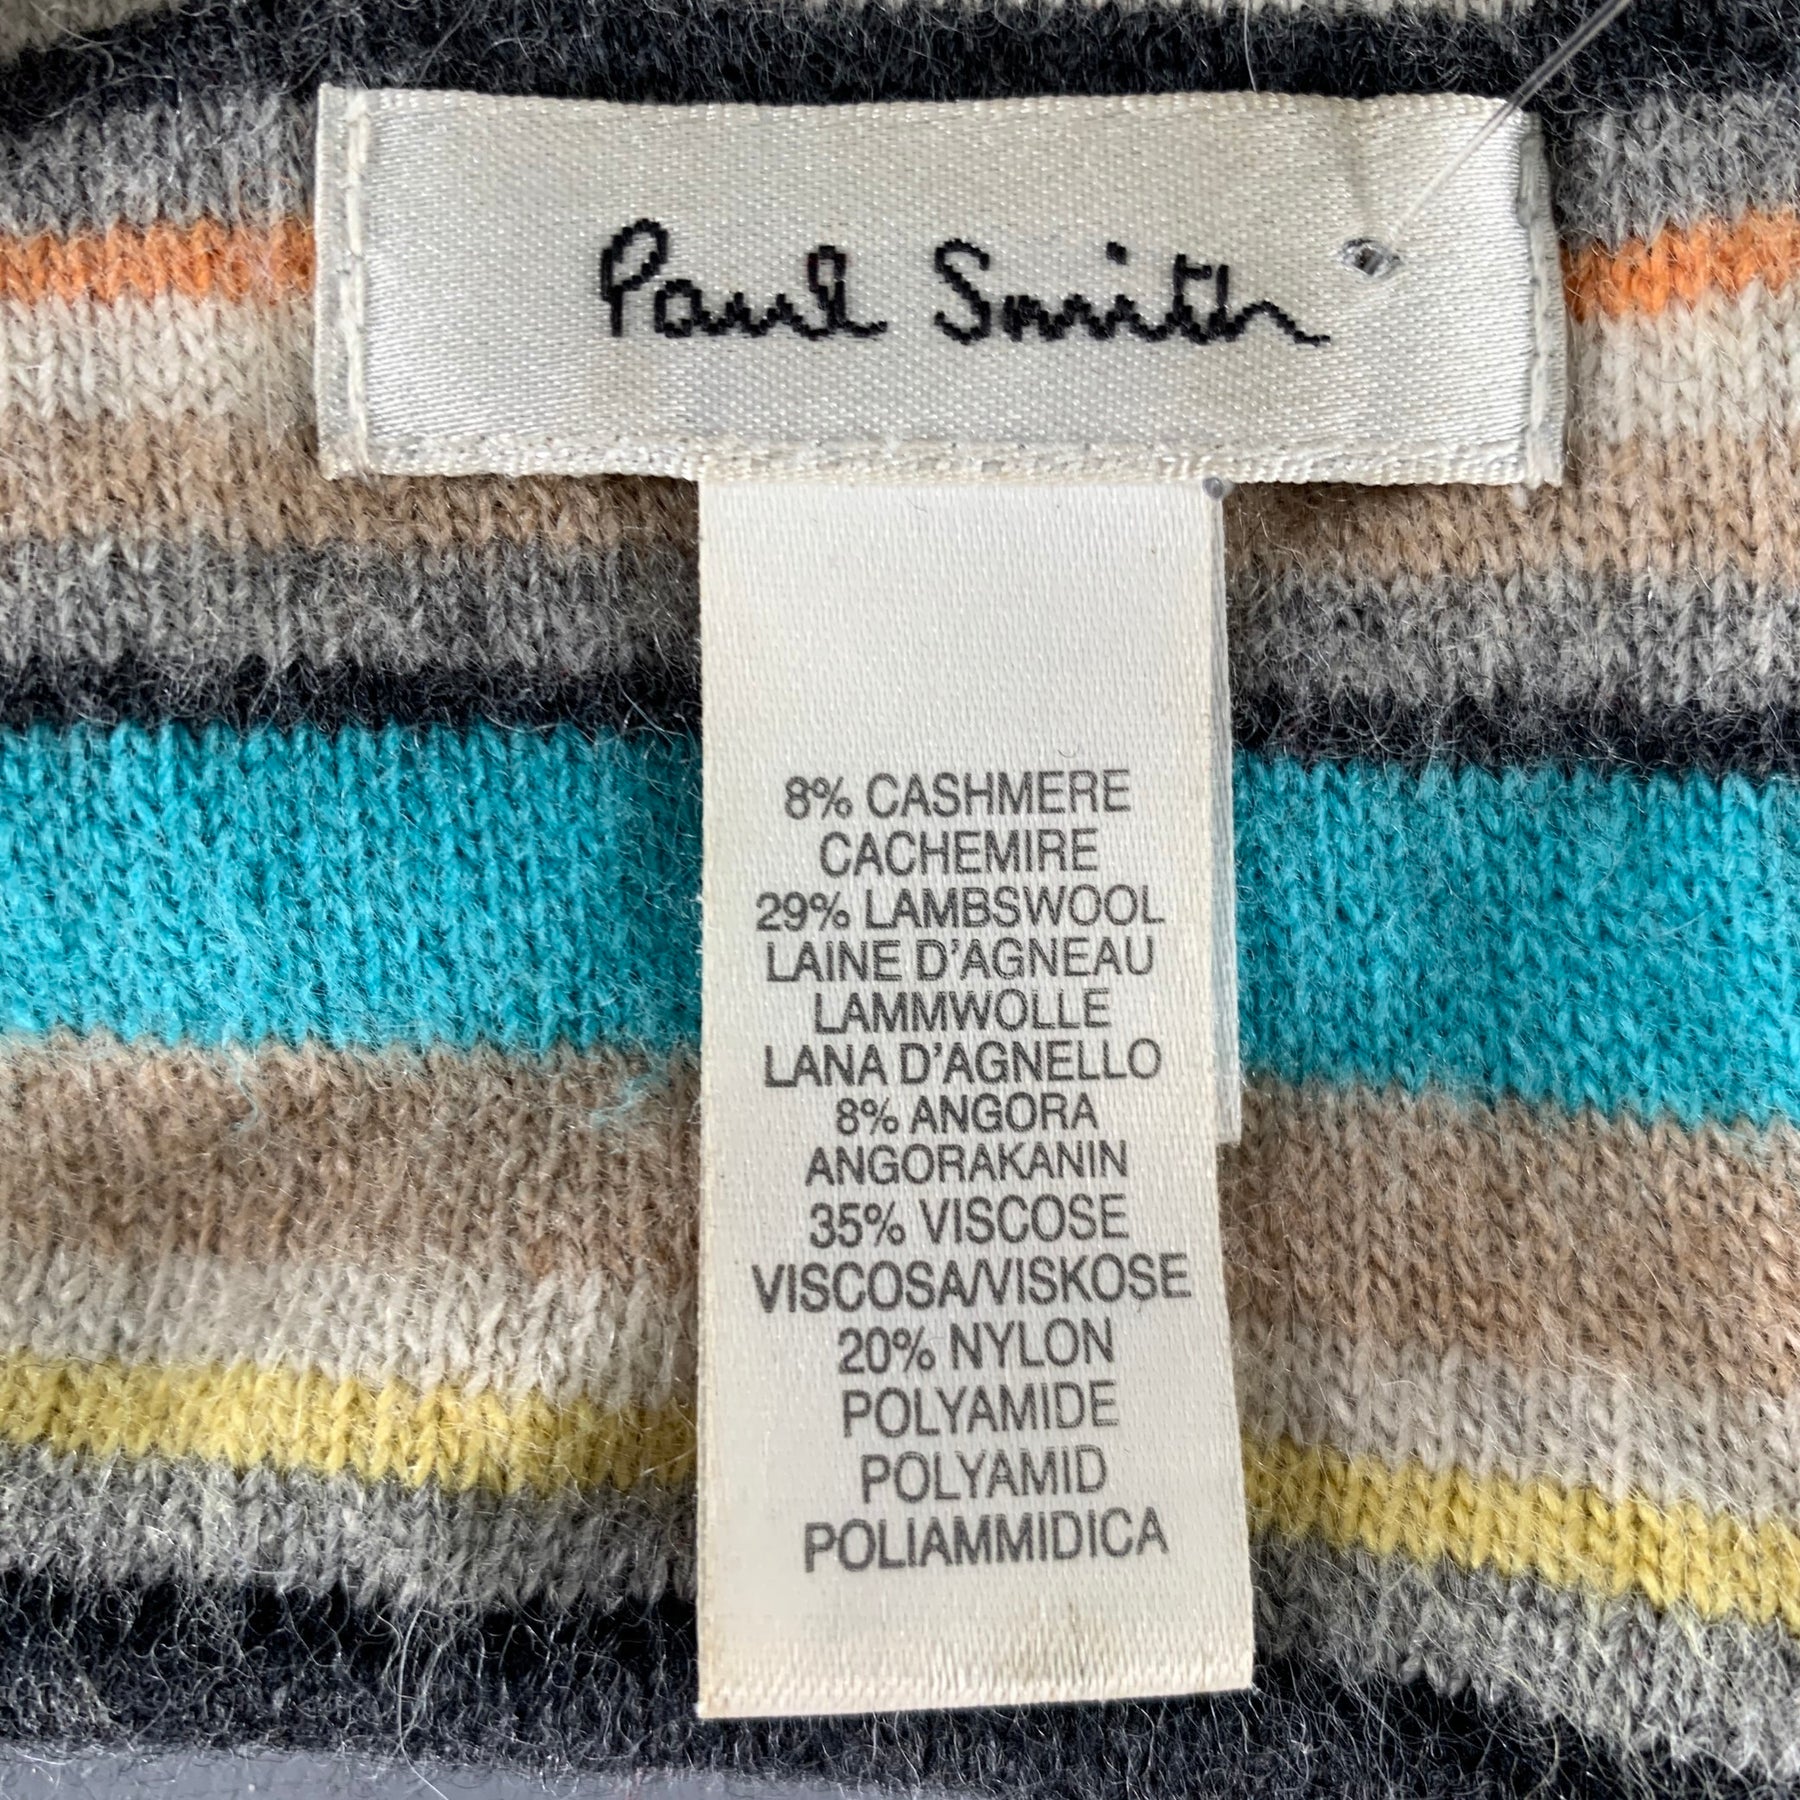 Paul Smith
8% CASHMERE
CACHEMIRE
29% LAMBSWOOL
LAINE D'AGNEAU
LAMMWOLLE
LANA D'AGNELLO
8% ANGORA
ANGORAKANIN
35% VISCOSE
VISCOSA/VISKOSE
20% NYLON
POLYAMIDE
POLYAMID
POLIAMMIDICA